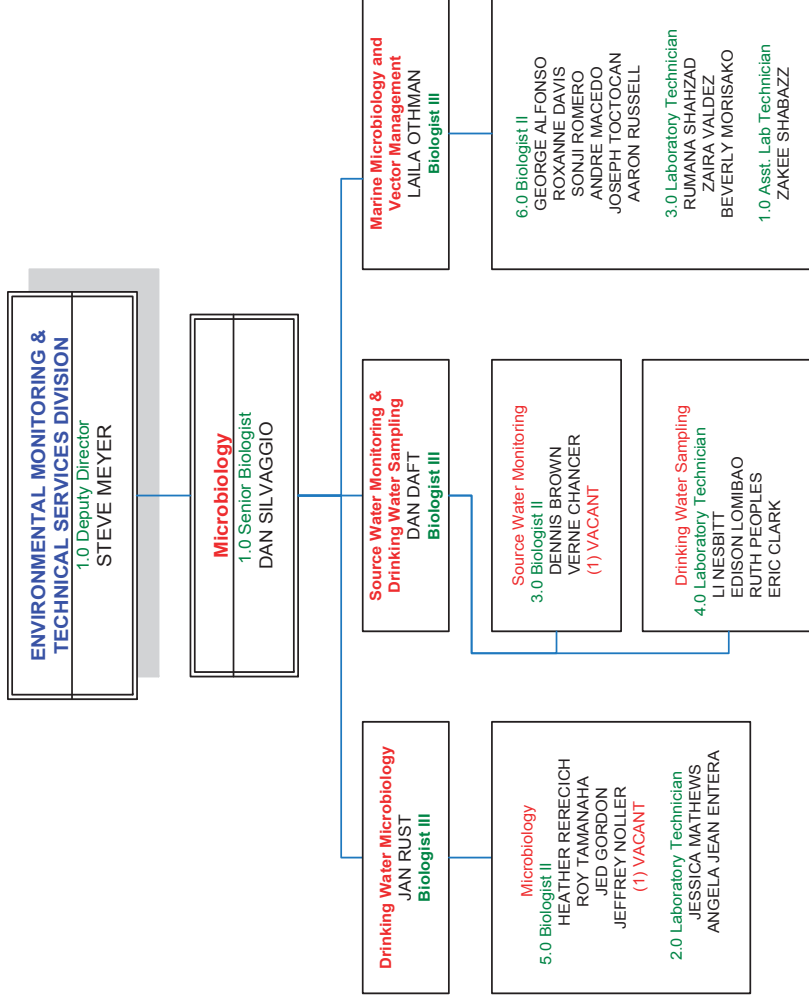 ENVIRONMENTAL MONITORING &
TECHNICAL SERVICES DIVISION
1.0 Deputy Director
STEVE MEYER
Microbiology
1.0 Senior Biologist
DAN SILVAGGIO
Drinking Water Microbiology
JAN RUST
Biologist III
Microbiology
5.0 Biologist II
HEATHER RERECICH
ROY TAMANAHA
JED GORDON
JEFFREY NOLLER
(1) VACANT
2.0 Laboratory Technician
JESSICA MATHEWS
ANGELA JEAN ENTERA
Source Water Monitoring &
Drinking Water Sampling
DAN DAFT
Biologist III
Source Water Monitoring
3.0 Biologist II
DENNIS BROWN
VERNE CHANCER
(1) VACANT
Drinking Water Sampling
4.0 Laboratory Technician
LI NESBITT
EDISON LOMIBAO
RUTH PEOPLES
ERIC CLARK
Marine Microbiology and
Vector Management
LAILA OTHMAN
Biologist III
6.0 Biologist II
GEORGE ALFONSO
ROXANNE DAVIS
SONJI ROMERO
ANDRE MACEDO
JOSEPH TOCTOCAN
AARON RUSSELL
3.0 Laboratory Technician
RUMANA SHAHZAD
ZAIRA VALDEZ
BEVERLY MORISAKO
1.0 Asst. Lab Technician
ZAKEE SHABAZZ